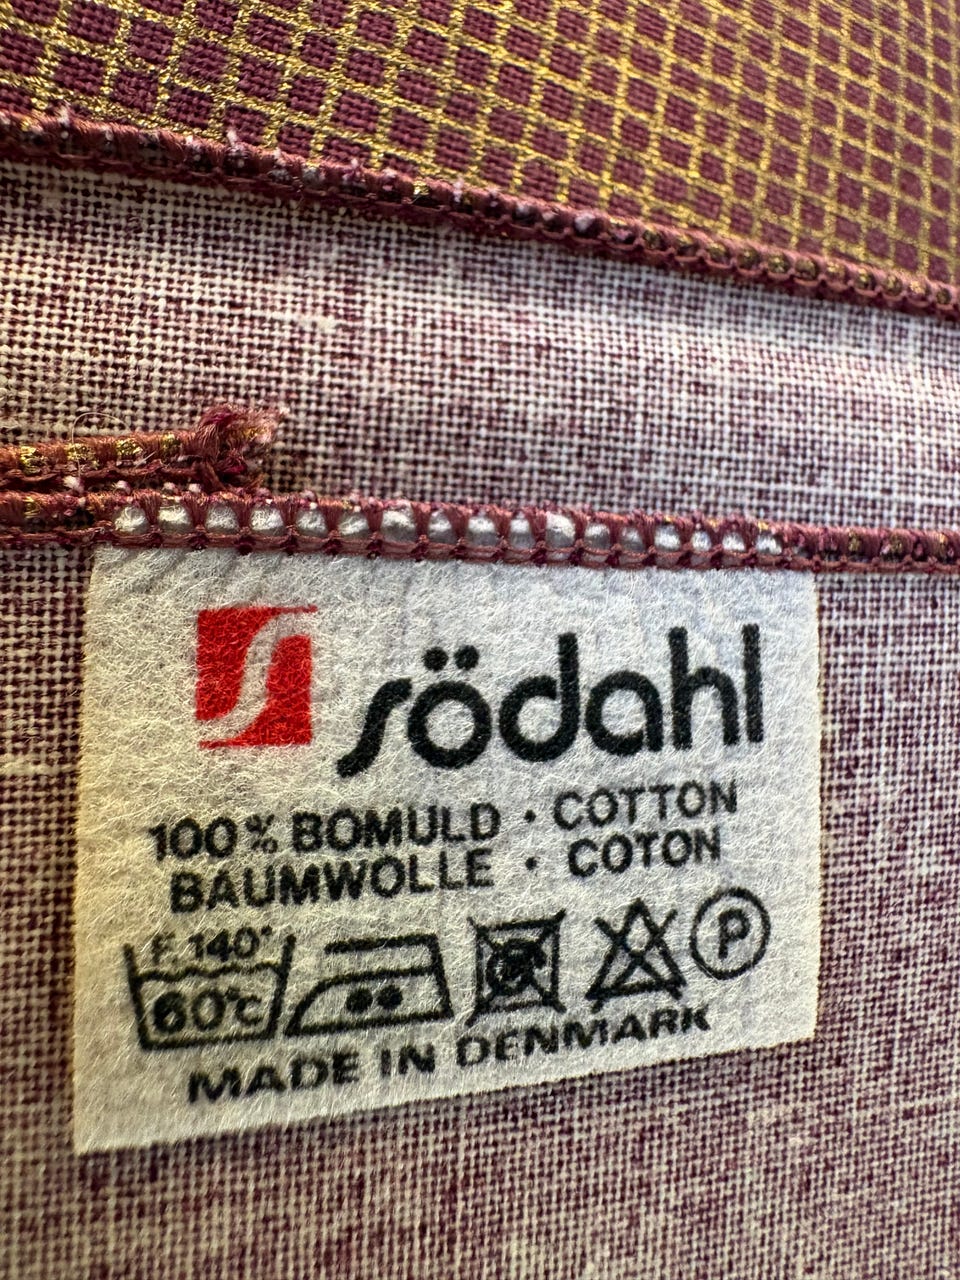 södahl
100% BOMULD · COTTON
BAUMWOLLE · COTON
F. 140°
60°C
P
MADE IN DENMARK